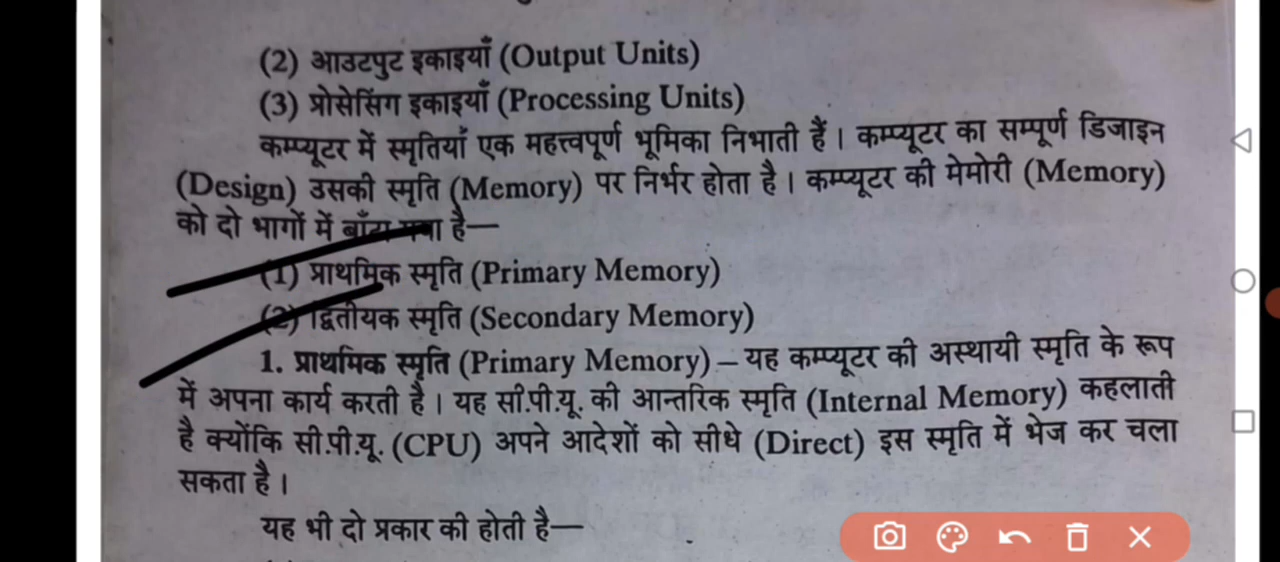 (2) आउटपुट इकाइयाँ (Output Units)
(3) प्रोसेसिंग इकाइयाँ (Processing Units)
कम्प्यूटर में स्मृतियाँ एक महत्त्वपूर्ण भूमिका निभाती हैं। कम्प्यूटर का सम्पूर्ण डिजाइन
(Design) उसकी स्मृति (Memory) पर निर्भर होता है। कम्प्यूटर की मेमोरी (Memory)
को दो भागों में बाँटा गया है—
(1) प्राथमिक स्मृति (Primary Memory)
(2) द्वितीयक स्मृति (Secondary Memory)
1. प्राथमिक स्मृति (Primary Memory) – यह कम्प्यूटर की अस्थायी स्मृति के रूप
में अपना कार्य करती है। यह सी.पी.यू. की आन्तरिक स्मृति (Internal Memory) कहलाती
है क्योंकि सी.पी.यू. (CPU) अपने आदेशों को सीधे (Direct) इस स्मृति में भेज कर चला
सकता है।
यह भी दो प्रकार की होती है—